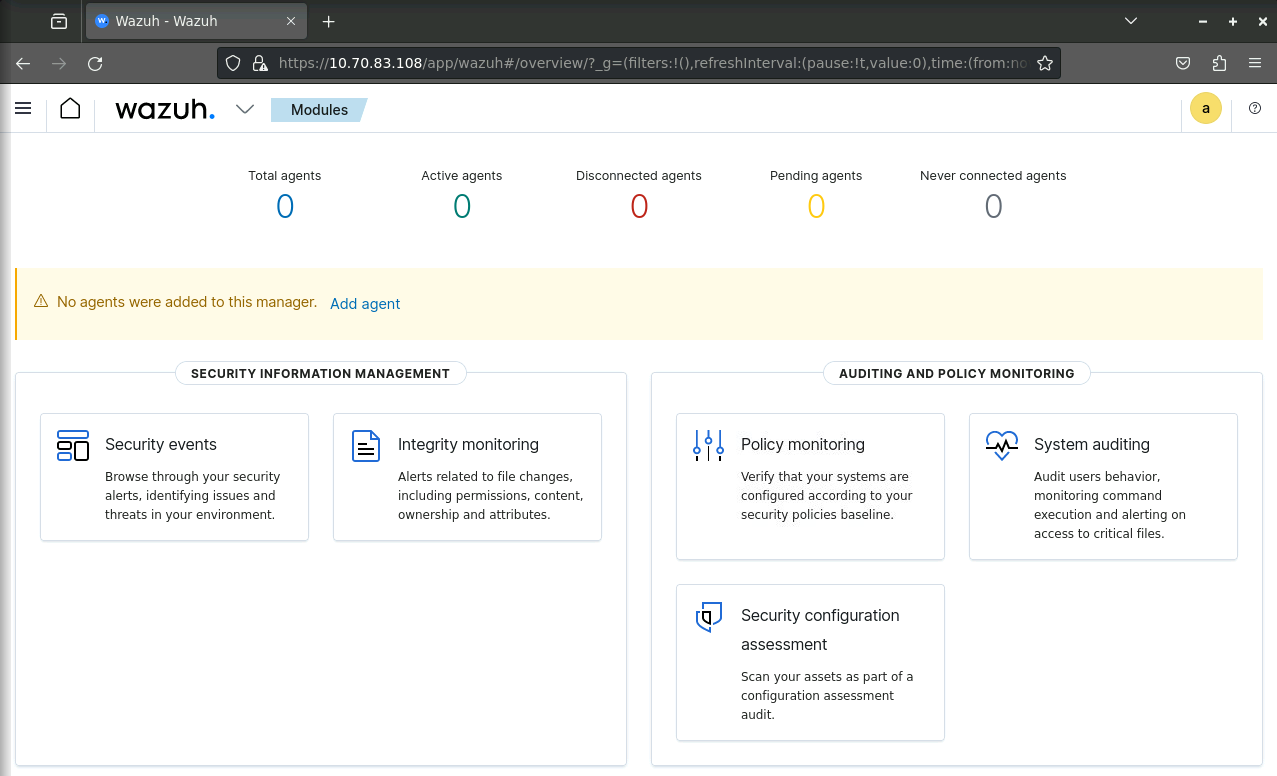 Wazuh - Wazuh
https://10.70.83.108/app/wazuh#/overview/?_g=(filters:!(),refreshInterval:(pause:!t,value:0),time:(from:no
wazuh. Modules a
Total agents Active agents Disconnected agents Pending agents Never connected agents
0 0 0 0 0
No agents were added to this manager. Add agent
SECURITY INFORMATION MANAGEMENT
Security events
Browse through your security
alerts, identifying issues and
threats in your environment.
Integrity monitoring
Alerts related to file changes,
including permissions, content,
ownership and attributes.
AUDITING AND POLICY MONITORING
Policy monitoring
Verify that your systems are
configured according to your
security policies baseline.
System auditing
Audit users behavior,
monitoring command
execution and alerting on
access to critical files.
Security configuration
assessment
Scan your assets as part of a
configuration assessment
audit.